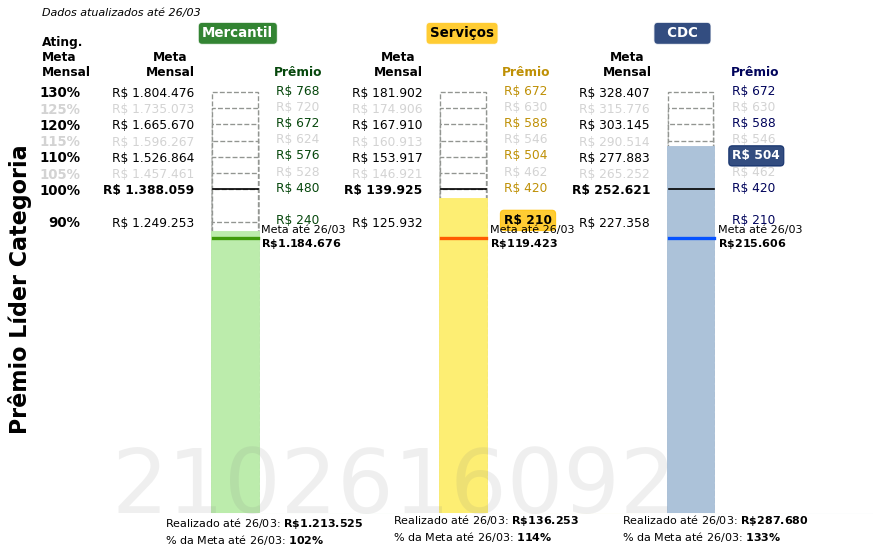 Dados atualizados até 26/03
Mercantil Serviços CDC
Ating.
Meta
Mensal
Meta
Mensal
Prêmio
Meta
Mensal
Prêmio
Meta
Mensal
Prêmio
130% R$ 1.804.476 R$ 768 R$ 181.902 R$ 672 R$ 328.407 R$ 672
125% R$ 1.735.073 R$ 720 R$ 174.906 R$ 630 R$ 315.776 R$ 630
120% R$ 1.665.670 R$ 672 R$ 167.910 R$ 588 R$ 303.145 R$ 588
115% R$ 1.596.267 R$ 624 R$ 160.913 R$ 546 R$ 290.514 R$ 546
110% R$ 1.526.864 R$ 576 R$ 153.917 R$ 504 R$ 277.883 R$ 504
105% R$ 1.457.461 R$ 528 R$ 146.921 R$ 462 R$ 265.252 R$ 462
100% R$ 1.388.059 R$ 480 R$ 139.925 R$ 420 R$ 252.621 R$ 420
90% R$ 1.249.253 R$ 240 R$ 125.932 R$ 210 R$ 227.358 R$ 210
Meta até 26/03
R$1.184.676
Meta até 26/03
R$119.423
Meta até 26/03
R$215.606
Prêmio Líder Categoria
2102616092
Realizado até 26/03: R$1.213.525
% da Meta até 26/03: 102%
Realizado até 26/03: R$136.253
% da Meta até 26/03: 114%
Realizado até 26/03: R$287.680
% da Meta até 26/03: 133%